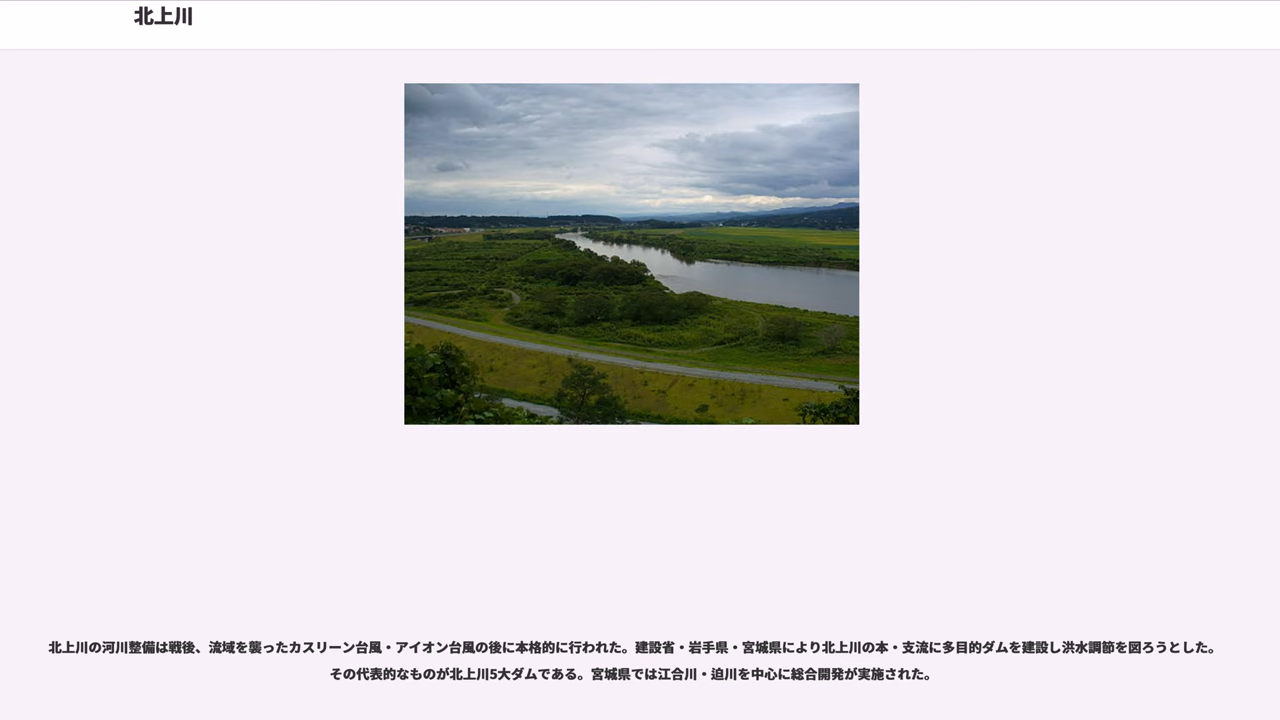 北上川
北上川の河川整備は戦後、流域を襲ったカスリーン台風・アイオン台風の後に本格的に行われた。建設省・岩手県・宮城県により北上川の本・支流に多目的ダムを建設し洪水調節を図ろうとした。
その代表的なものが北上川5大ダムである。宮城県では江合川・迫川を中心に総合開発が実施された。